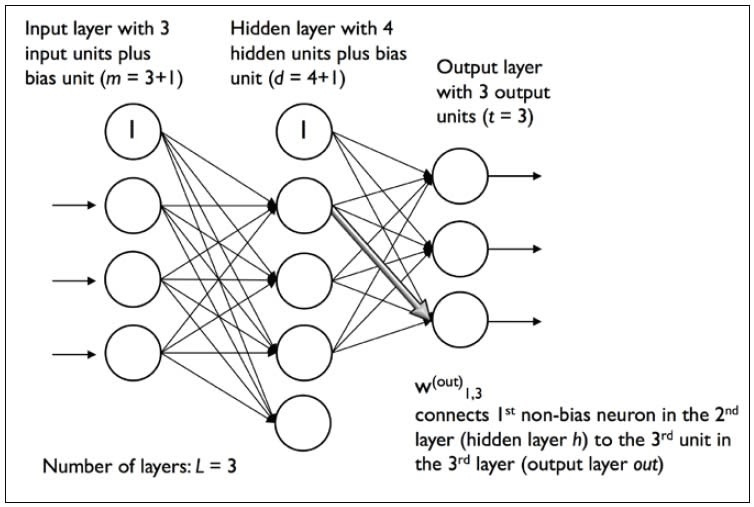 Input layer with 3
input units plus
bias unit (m = 3+1)
Hidden layer with 4
hidden units plus bias
unit (d = 4+1)
Output layer
with 3 output
units (t = 3)
1
1
w(out)1,3
connects 1st non-bias neuron in the 2nd
layer (hidden layer h) to the 3rd unit in
the 3rd layer (output layer out)
Number of layers: L = 3